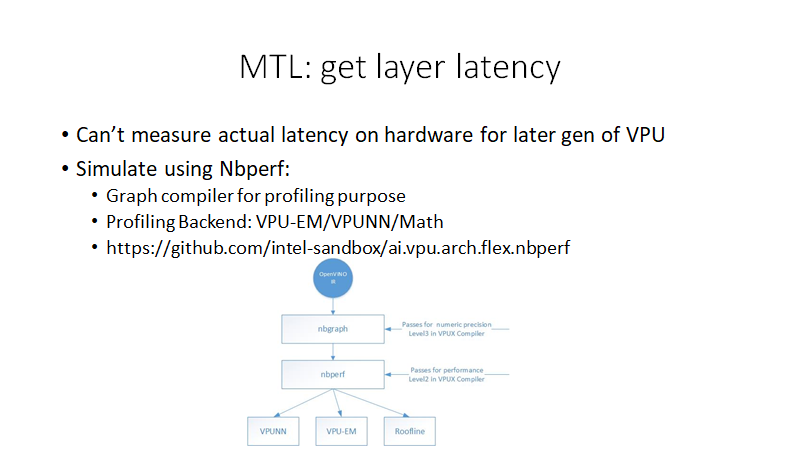 MTL: get layer latency
• Can't measure actual latency on hardware for later gen of VPU
• Simulate using Nbperf:
• Graph compiler for profiling purpose
• Profiling Backend: VPU-EM/VPUNN/Math
• https://github.com/intel-sandbox/ai.vpu.arch.flex.nbperf
OpenVINO
IR
nbgraph
Passes for numeric precision
Level3 in VPUX Compiler
nbperf
Passes for performance
Level2 in VPUX Compiler
VPUNN
VPU-EM
Roofline